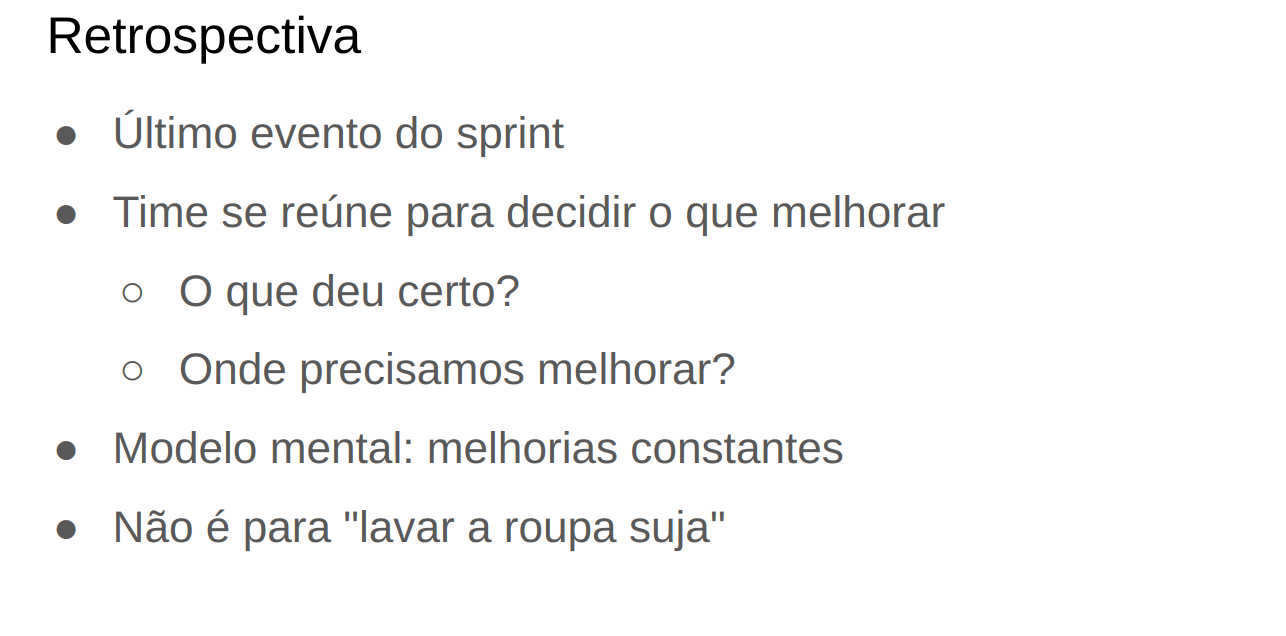 Retrospectiva
● Último evento do sprint
● Time se reúne para decidir o que melhorar
○ O que deu certo?
○ Onde precisamos melhorar?
● Modelo mental: melhorias constantes
● Não é para "lavar a roupa suja"